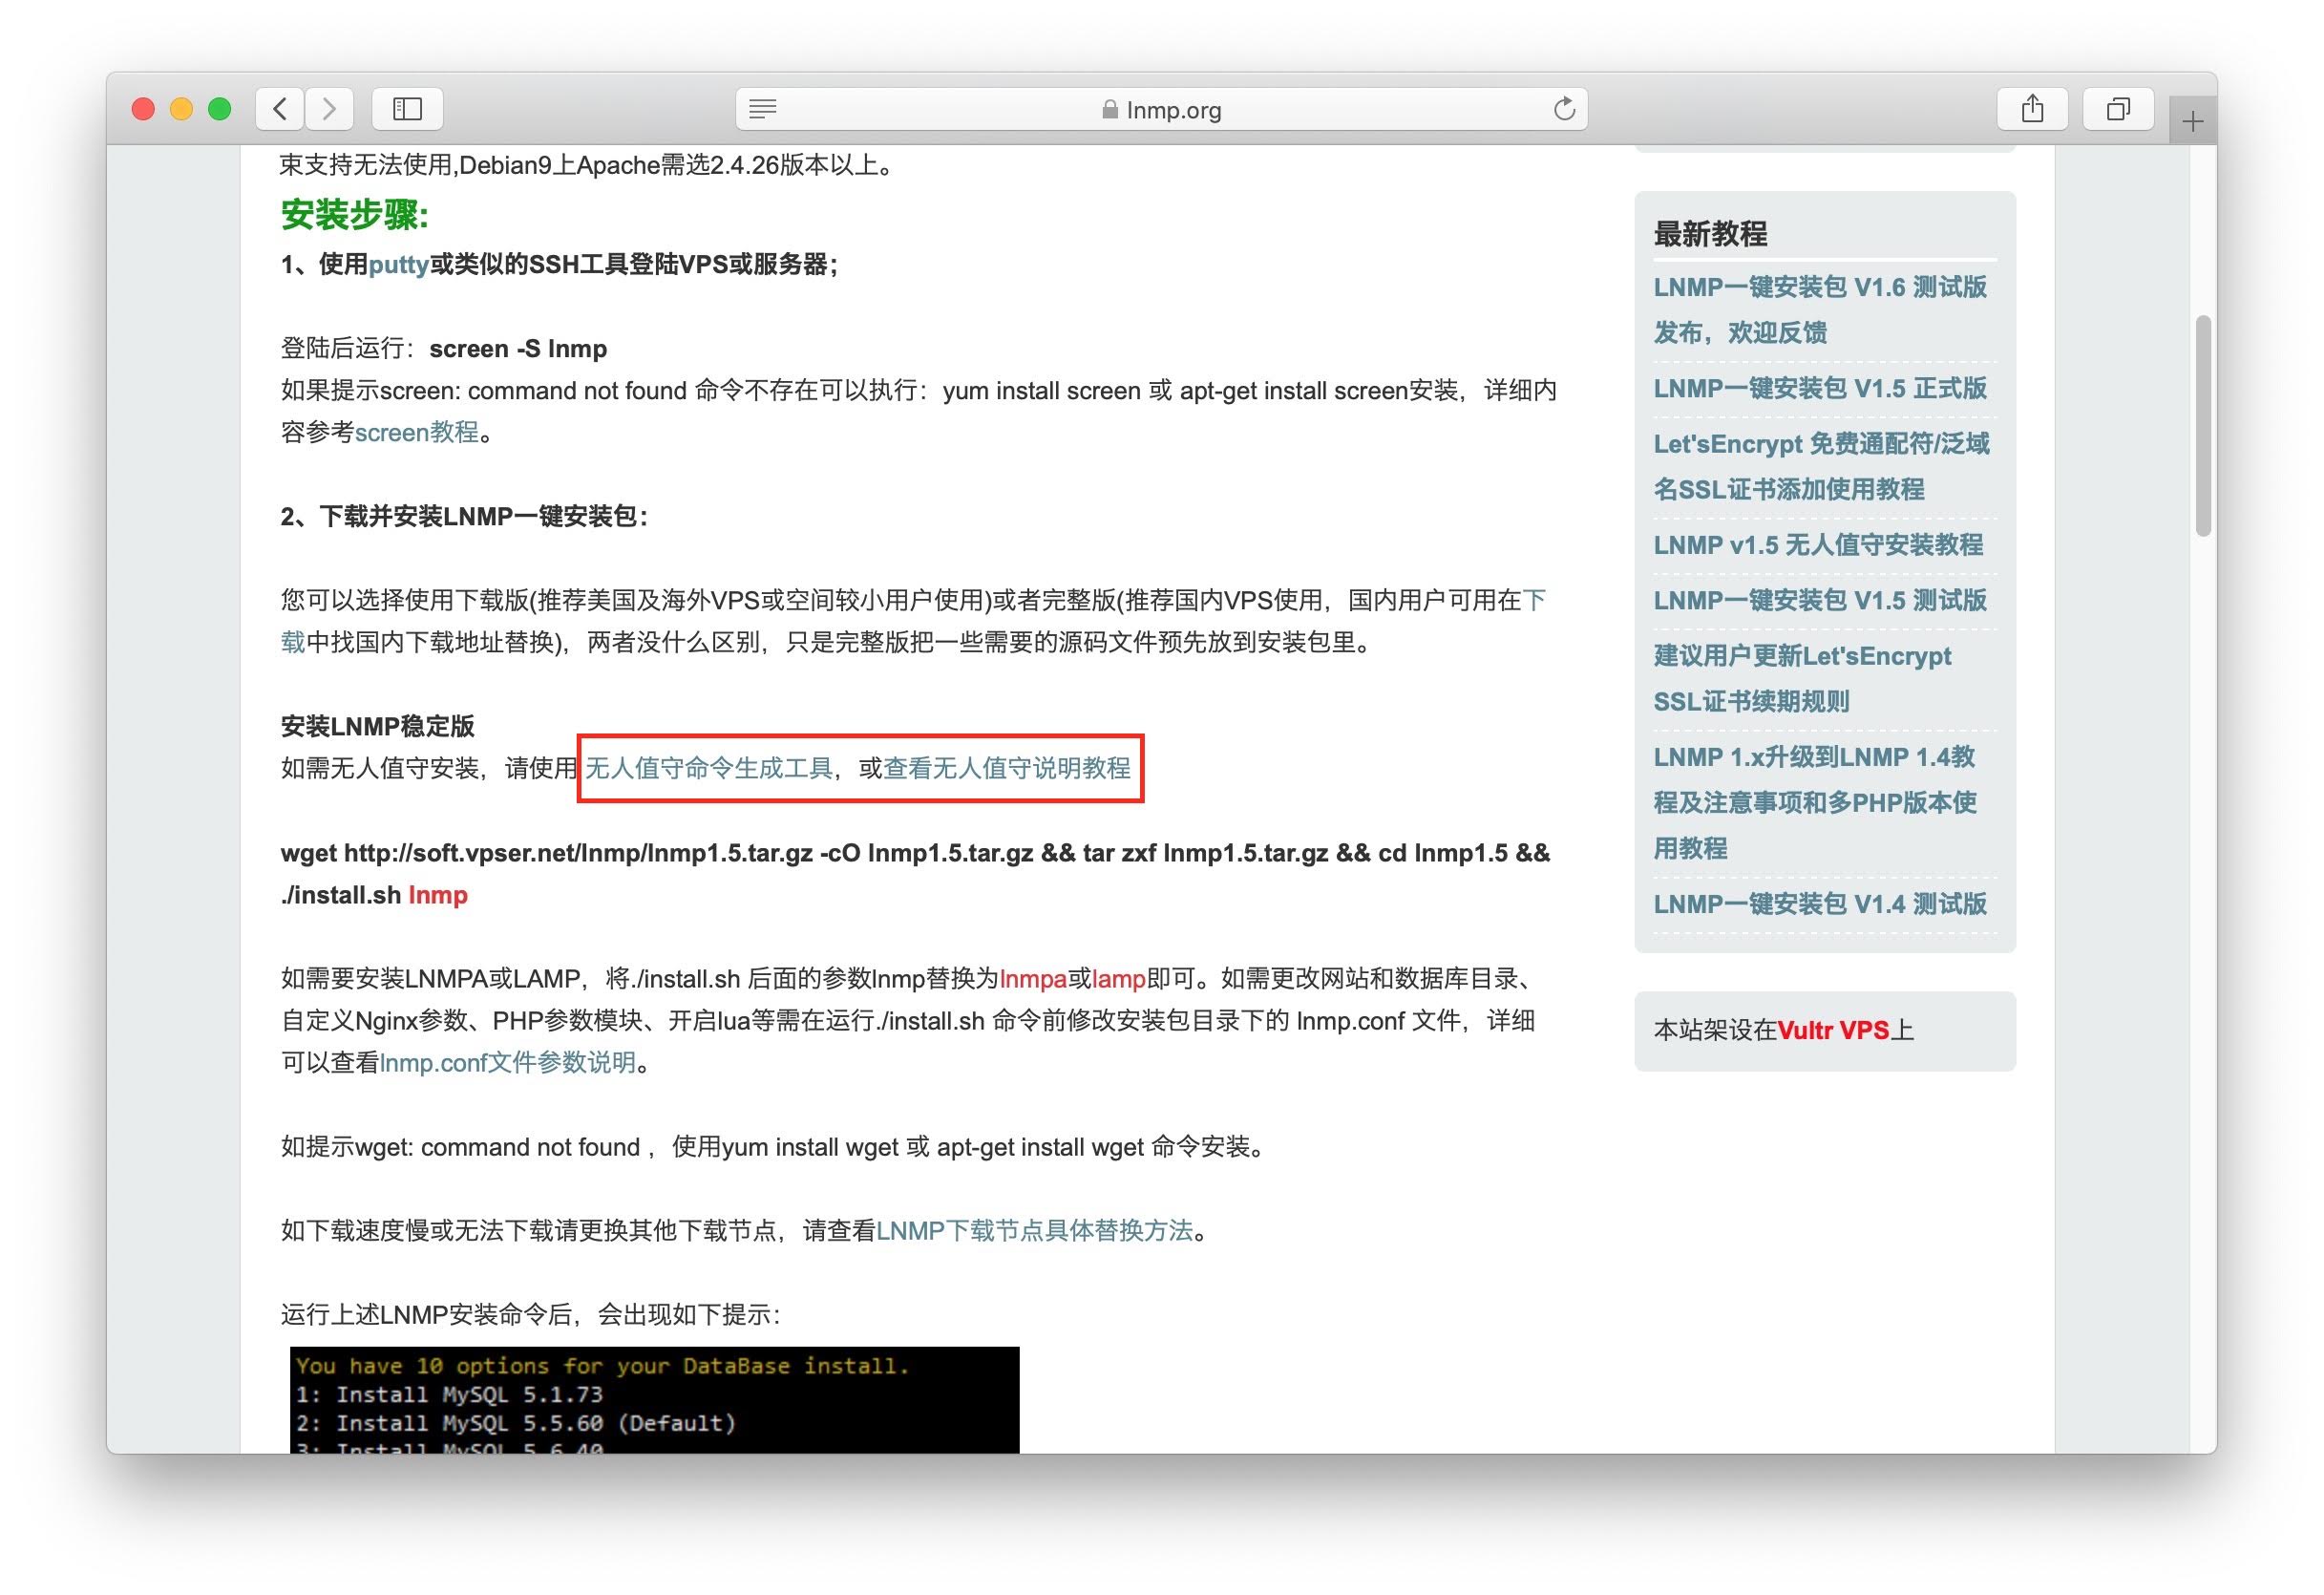 lnmp.org
束支持无法使用,Debian9上Apache需选2.4.26版本以上。
安装步骤:
1、使用putty或类似的SSH工具登陆VPS或服务器；
登陆后运行：screen -S lnmp
如果提示screen: command not found 命令不存在可以执行：yum install screen 或 apt-get install screen安装，详细内
容参考screen教程。
2、下载并安装LNMP一键安装包：
您可以选择使用下载版(推荐美国及海外VPS或空间较小用户使用)或者完整版(推荐国内VPS使用，国内用户可用在下
载中找国内下载地址替换)，两者没什么区别，只是完整版把一些需要的源码文件预先放到安装包里。
安装LNMP稳定版
如需无人值守安装，请使用 无人值守命令生成工具，或查看无人值守说明教程
wget http://soft.vpser.net/lnmp/lnmp1.5.tar.gz -cO lnmp1.5.tar.gz && tar zxf lnmp1.5.tar.gz && cd lnmp1.5 &&
./install.sh lnmp
如需要安装LNMPA或LAMP，将./install.sh 后面的参数lnmp替换为lnmpa或lamp即可。如需更改网站和数据库目录、
自定义Nginx参数、PHP参数模块、开启lua等需在运行./install.sh 命令前修改安装包目录下的 lnmp.conf 文件，详细
可以查看lnmp.conf文件参数说明。
如提示wget: command not found ，使用yum install wget 或 apt-get install wget 命令安装。
如下载速度慢或无法下载请更换其他下载节点，请查看LNMP下载节点具体替换方法。
运行上述LNMP安装命令后，会出现如下提示：
You have 10 options for your DataBase install.
1: Install MySQL 5.1.73
2: Install MySQL 5.5.60 (Default)
3: Install MySQL 5.6.40
最新教程
LNMP一键安装包 V1.6 测试版
发布，欢迎反馈
LNMP一键安装包 V1.5 正式版
Let'sEncrypt 免费通配符/泛域
名SSL证书添加使用教程
LNMP v1.5 无人值守安装教程
LNMP一键安装包 V1.5 测试版
建议用户更新Let'sEncrypt
SSL证书续期规则
LNMP 1.x升级到LNMP 1.4教
程及注意事项和多PHP版本使
用教程
LNMP一键安装包 V1.4 测试版
本站架设在Vultr VPS上